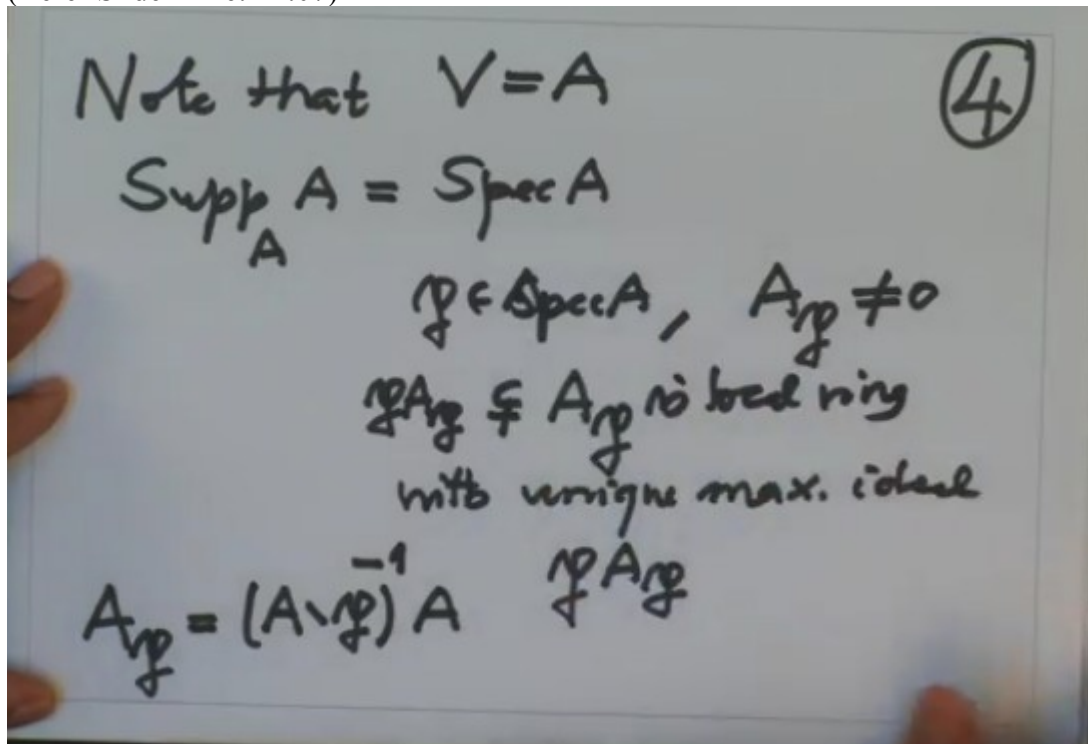 Note that V = A
④
Supp_A A = Spec A
𝔭 ∈ Spec A, A_𝔭 ≠ 0
𝔭A_𝔭 ⊊ A_𝔭 is local ring
with unique max. ideal
𝔭A_𝔭
A_𝔭 = (A∖𝔭)⁻¹ A